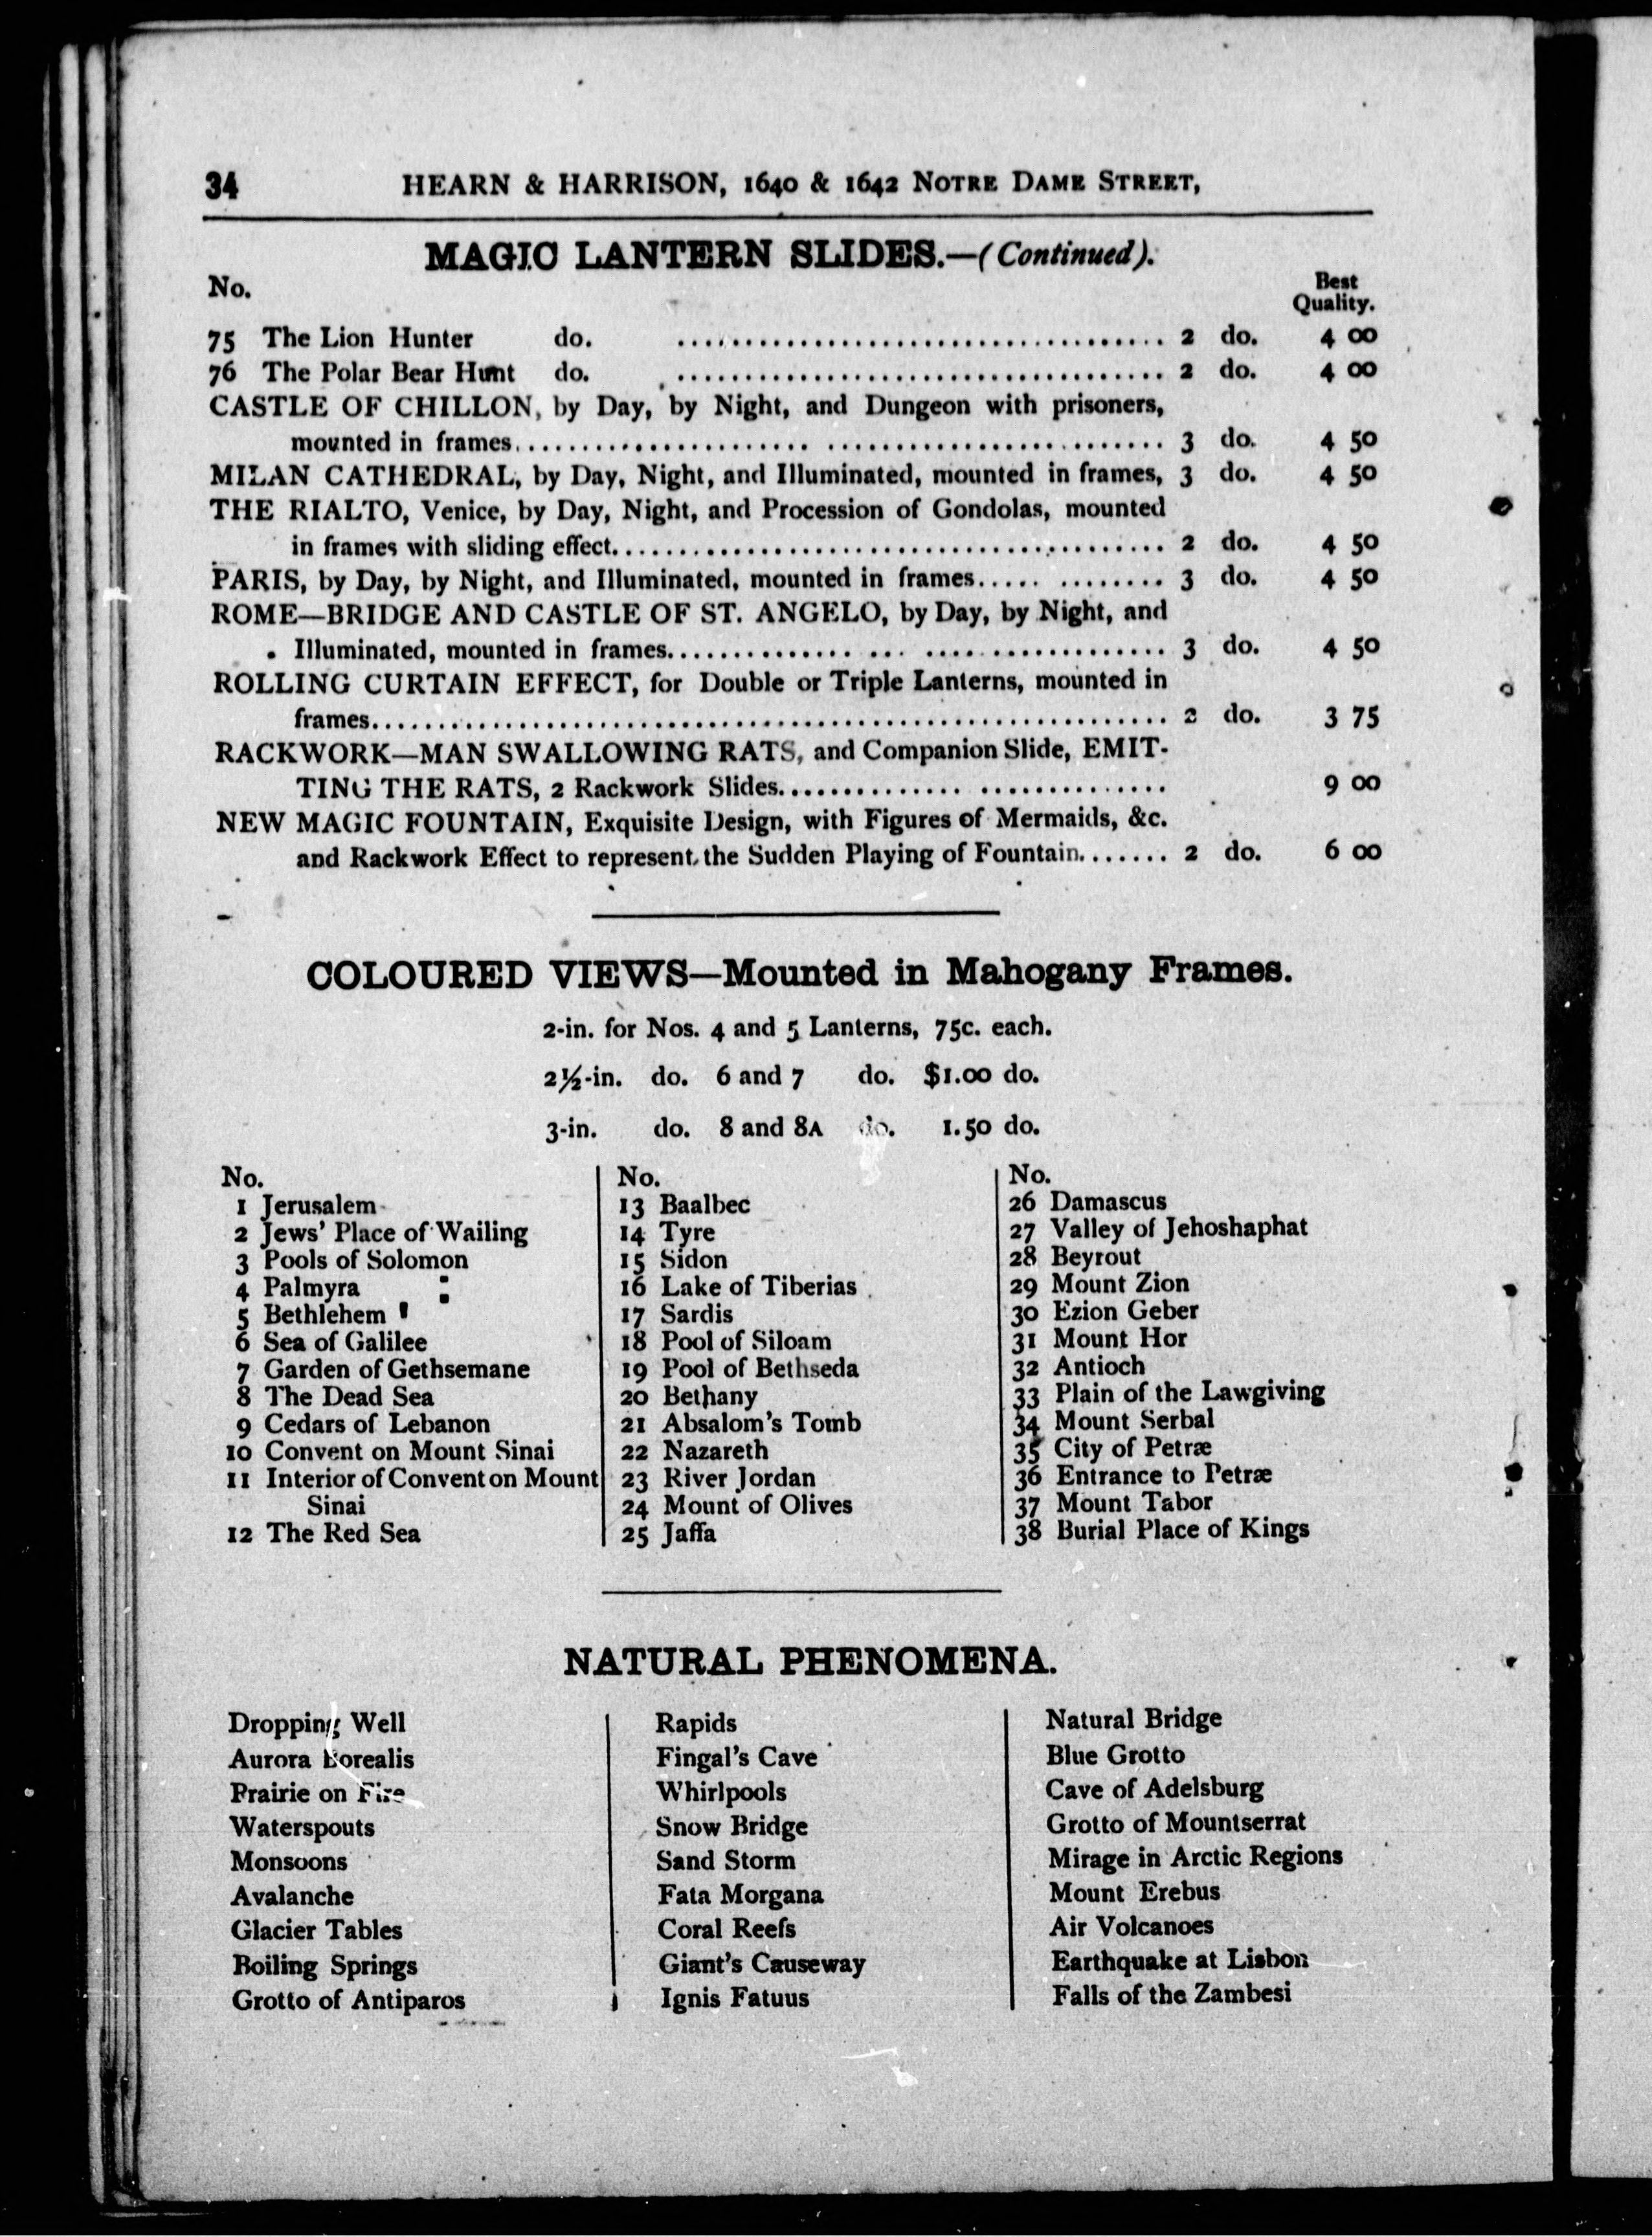 34 HEARN & HARRISON, 1640 & 1642 NOTRE DAME STREET,
MAGIC LANTERN SLIDES.—(Continued).
No. Best
Quality.
75 The Lion Hunter do. .................................... 2 do. 4 00
76 The Polar Bear Hunt do. .................................... 2 do. 4 00
CASTLE OF CHILLON, by Day, by Night, and Dungeon with prisoners,
mounted in frames................................................ 3 do. 4 50
MILAN CATHEDRAL, by Day, Night, and Illuminated, mounted in frames, 3 do. 4 50
THE RIALTO, Venice, by Day, Night, and Procession of Gondolas, mounted
in frames with sliding effect......................................... 2 do. 4 50
PARIS, by Day, by Night, and Illuminated, mounted in frames..... ........ 3 do. 4 50
ROME—BRIDGE AND CASTLE OF ST. ANGELO, by Day, by Night, and
Illuminated, mounted in frames.............. ... .................. 3 do. 4 50
ROLLING CURTAIN EFFECT, for Double or Triple Lanterns, mounted in
frames........................................................... 2 do. 3 75
RACKWORK—MAN SWALLOWING RATS, and Companion Slide, EMIT-
TING THE RATS, 2 Rackwork Slides.............. .............. 9 00
NEW MAGIC FOUNTAIN, Exquisite Design, with Figures of Mermaids, &c.
and Rackwork Effect to represent the Sudden Playing of Fountain....... 2 do. 6 00
COLOURED VIEWS—Mounted in Mahogany Frames.
2-in. for Nos. 4 and 5 Lanterns, 75c. each.
2½-in. do. 6 and 7 do. $1.00 do.
3-in. do. 8 and 8A do. 1.50 do.
No.
1 Jerusalem
2 Jews' Place of Wailing
3 Pools of Solomon
4 Palmyra
5 Bethlehem
6 Sea of Galilee
7 Garden of Gethsemane
8 The Dead Sea
9 Cedars of Lebanon
10 Convent on Mount Sinai
11 Interior of Convent on Mount
Sinai
12 The Red Sea
No.
13 Baalbec
14 Tyre
15 Sidon
16 Lake of Tiberias
17 Sardis
18 Pool of Siloam
19 Pool of Bethseda
20 Bethany
21 Absalom's Tomb
22 Nazareth
23 River Jordan
24 Mount of Olives
25 Jaffa
No.
26 Damascus
27 Valley of Jehoshaphat
28 Beyrout
29 Mount Zion
30 Ezion Geber
31 Mount Hor
32 Antioch
33 Plain of the Lawgiving
34 Mount Serbal
35 City of Petræ
36 Entrance to Petræ
37 Mount Tabor
38 Burial Place of Kings
NATURAL PHENOMENA.
Dropping Well
Aurora Borealis
Prairie on Fire
Waterspouts
Monsoons
Avalanche
Glacier Tables
Boiling Springs
Grotto of Antiparos
Rapids
Fingal's Cave
Whirlpools
Snow Bridge
Sand Storm
Fata Morgana
Coral Reefs
Giant's Causeway
Ignis Fatuus
Natural Bridge
Blue Grotto
Cave of Adelsburg
Grotto of Mountserrat
Mirage in Arctic Regions
Mount Erebus
Air Volcanoes
Earthquake at Lisbon
Falls of the Zambesi